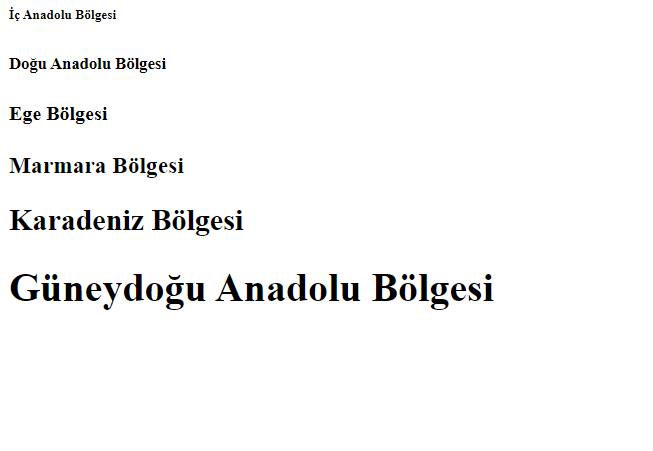 İç Anadolu Bölgesi
Doğu Anadolu Bölgesi
Ege Bölgesi
Marmara Bölgesi
Karadeniz Bölgesi
Güneydoğu Anadolu Bölgesi